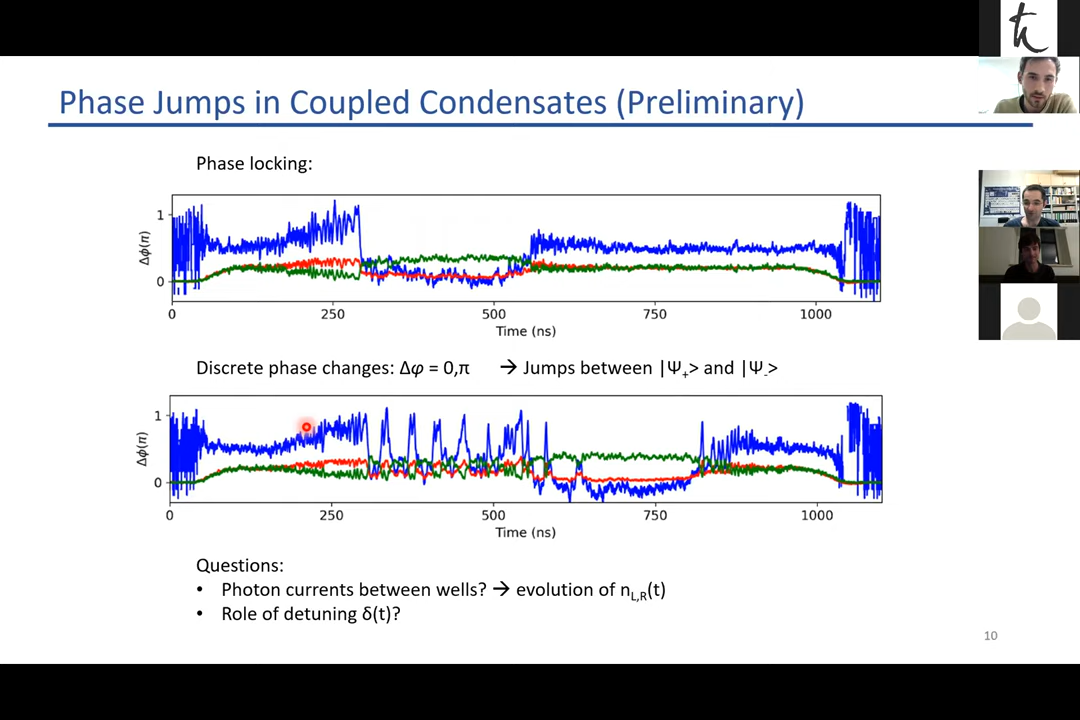 Phase Jumps in Coupled Condensates (Preliminary)
Phase locking:
1
0
Δϕ(π)
0 250 500 750 1000
Time (ns)
Discrete phase changes: Δφ = 0,π → Jumps between |Ψ+> and |Ψ->
1
0
Δϕ(π)
0 250 500 750 1000
Time (ns)
Questions:
• Photon currents between wells? → evolution of nL,R(t)
• Role of detuning δ(t)?
10